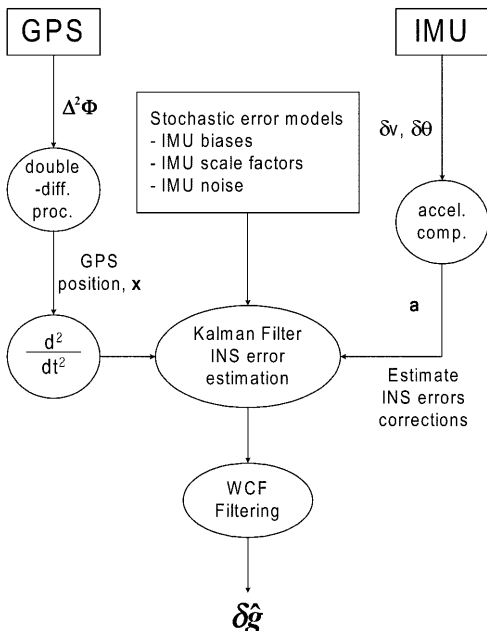 GPS
IMU
Δ²Φ
Stochastic error models
- IMU biases
- IMU scale factors
- IMU noise
δv, δθ
double
-diff.
proc.
accel.
comp.
GPS
position, x
a
d²
dt²
Kalman Filter
INS error
estimation
Estimate
INS errors
corrections
WCF
Filtering
δĝ